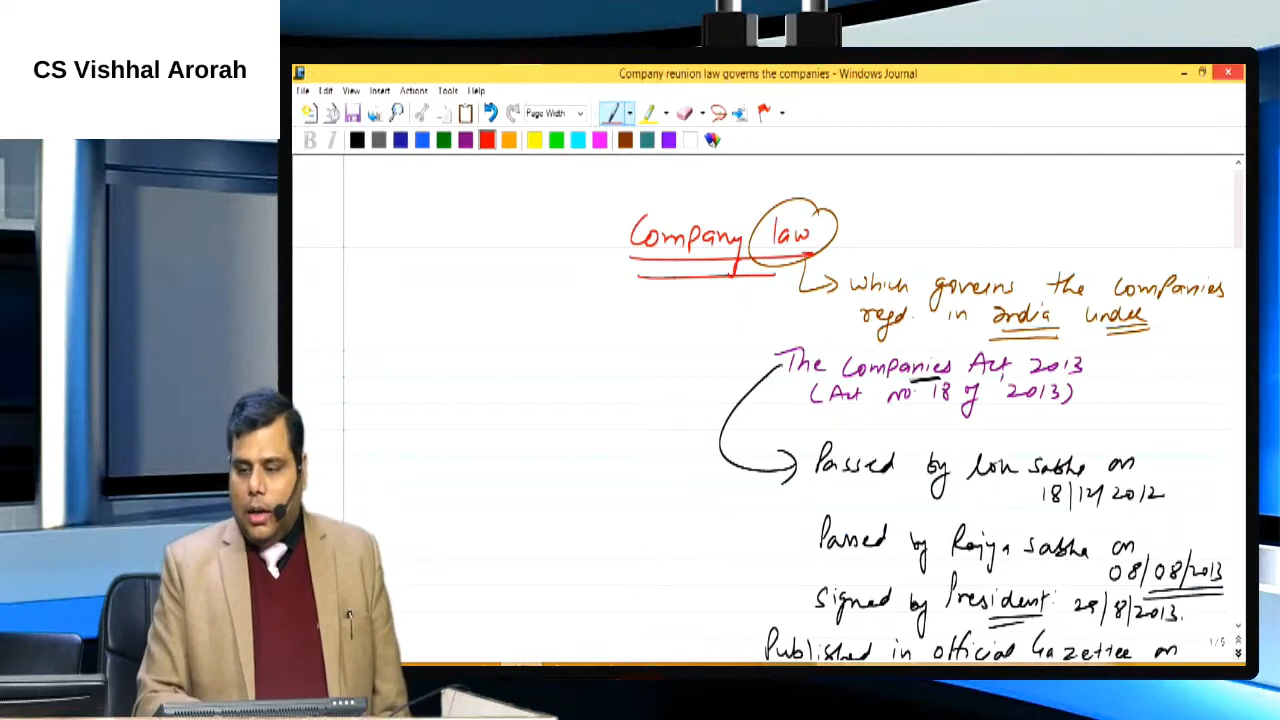 CS Vishhal Arorah
Company reunion law governs the companies - Windows Journal
File Edit View Insert Actions Tools Help
Page Width
B I
Company law
which governs the companies
regd. in India under
The Companies Act 2013
(Act no. 18 of 2013)
Passed by Lok Sabha on
18/12/2012
Passed by Rajya Sabha on
08/08/2013
signed by President: 29/8/2013.
Published in official Gazettee on
1/5